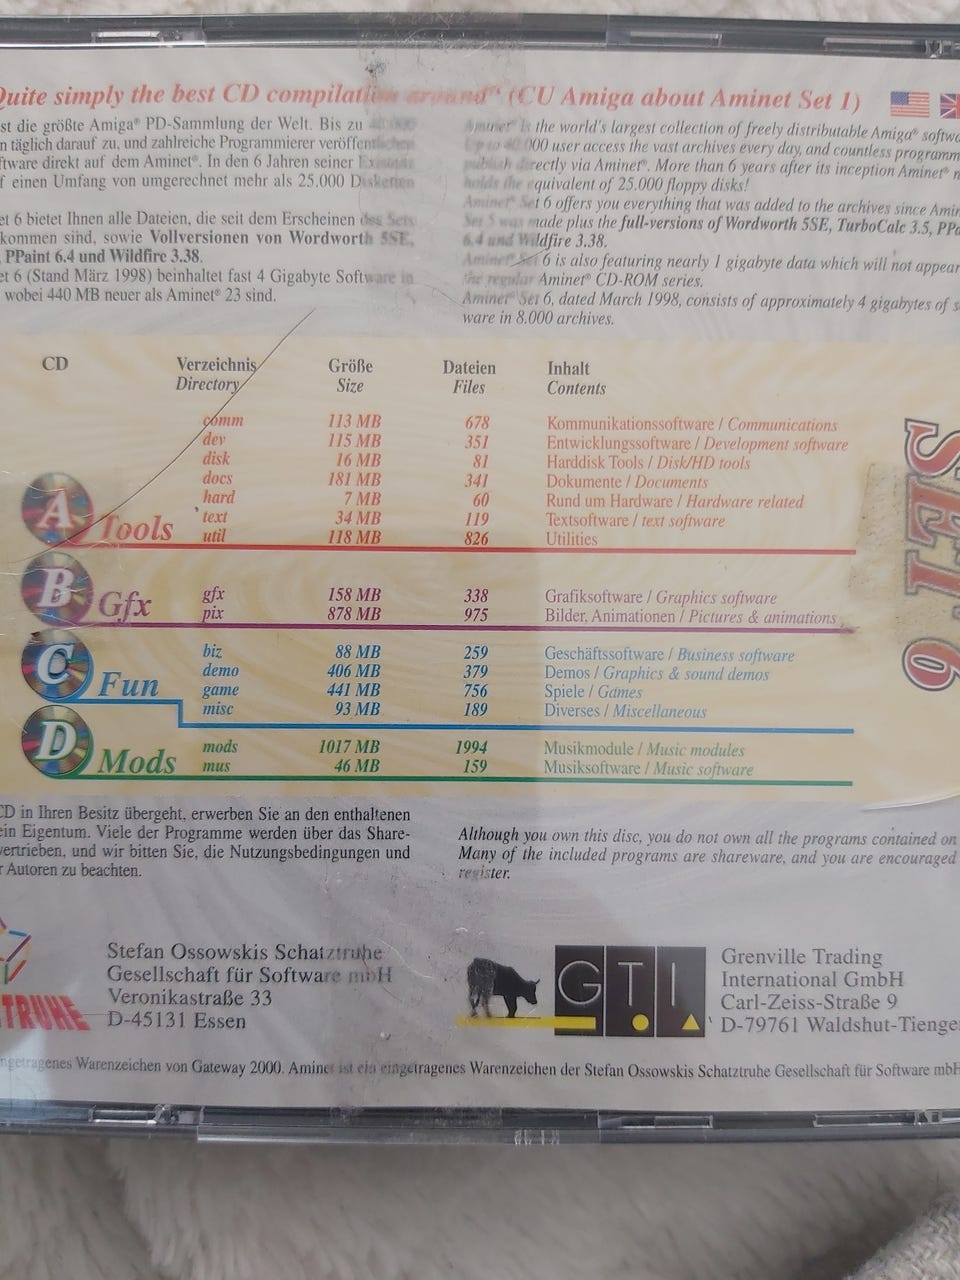 Quite simply the best CD compilation around" (CU Amiga about Aminet Set 1)
st die größte Amiga® PD-Sammlung der Welt. Bis zu 40.000
n täglich darauf zu, und zahlreiche Programmierer veröffentlichen
ftware direkt auf dem Aminet®. In den 6 Jahren seiner Existenz
f einen Umfang von umgerechnet mehr als 25.000 Disketten
et 6 bietet Ihnen alle Dateien, die seit dem Erscheinen des Sets
kommen sind, sowie Vollversionen von Wordworth 5SE,
, PPaint 6.4 und Wildfire 3.38.
et 6 (Stand März 1998) beinhaltet fast 4 Gigabyte Software in
wobei 440 MB neuer als Aminet® 23 sind.
Aminet® is the world's largest collection of freely distributable Amiga® softwa
Up to 40.000 user access the vast archives every day, and countless programm
publish directly via Aminet®. More than 6 years after its inception Aminet® n
holds the equivalent of 25.000 floppy disks!
Aminet® Set 6 offers you everything that was added to the archives since Amin
Set 5 was made plus the full-versions of Wordworth 5SE, TurboCalc 3.5, PPa
6.4 und Wildfire 3.38.
Aminet® Set 6 is also featuring nearly 1 gigabyte data which will not appear
the regular Aminet® CD-ROM series.
Aminet® Set 6, dated March 1998, consists of approximately 4 gigabytes of s
ware in 8.000 archives.
CD Verzeichnis Größe Dateien Inhalt
Directory Size Files Contents
comm 113 MB 678 Kommunikationssoftware / Communications
dev 115 MB 351 Entwicklungssoftware / Development software
disk 16 MB 81 Harddisk Tools / Disk/HD tools
docs 181 MB 341 Dokumente / Documents
hard 7 MB 60 Rund um Hardware / Hardware related
text 34 MB 119 Textsoftware / text software
A Tools util 118 MB 826 Utilities
gfx 158 MB 338 Grafiksoftware / Graphics software
B Gfx pix 878 MB 975 Bilder, Animationen / Pictures & animations
biz 88 MB 259 Geschäftssoftware / Business software
demo 406 MB 379 Demos / Graphics & sound demos
C Fun game 441 MB 756 Spiele / Games
misc 93 MB 189 Diverses / Miscellaneous
mods 1017 MB 1994 Musikmodule / Music modules
D Mods mus 46 MB 159 Musiksoftware / Music software
SET 6
CD in Ihren Besitz übergeht, erwerben Sie an den enthaltenen
ein Eigentum. Viele der Programme werden über das Share-
vertrieben, und wir bitten Sie, die Nutzungsbedingungen und
r Autoren zu beachten.
Although you own this disc, you do not own all the programs contained on
Many of the included programs are shareware, and you are encouraged
register.
TRUHE
Stefan Ossowskis Schatztruhe
Gesellschaft für Software mbH
Veronikastraße 33
D-45131 Essen
GTI
Grenville Trading
International GmbH
Carl-Zeiss-Straße 9
D-79761 Waldshut-Tienge
ngetragenes Warenzeichen von Gateway 2000. Aminet ist ein eingetragenes Warenzeichen der Stefan Ossowskis Schatztruhe Gesellschaft für Software mbH